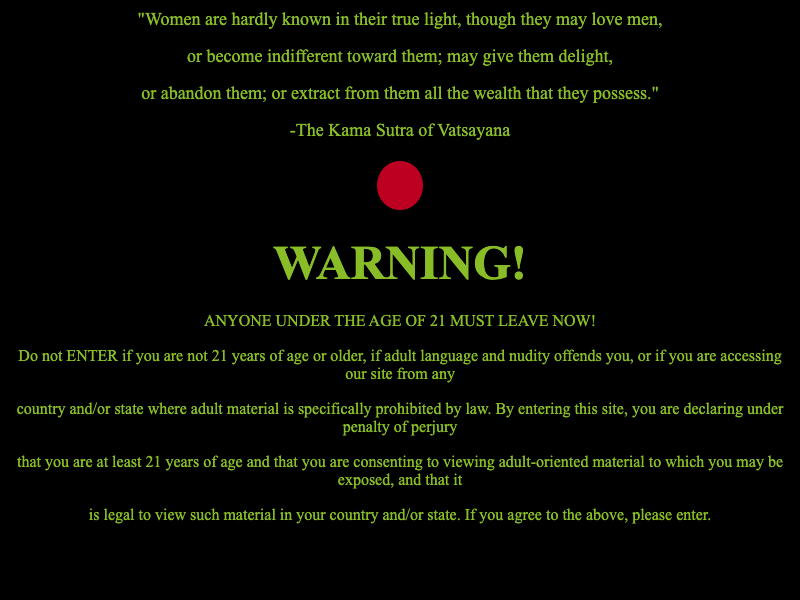 "Women are hardly known in their true light, though they may love men,
or become indifferent toward them; may give them delight,
or abandon them; or extract from them all the wealth that they possess."
-The Kama Sutra of Vatsayana
WARNING!
ANYONE UNDER THE AGE OF 21 MUST LEAVE NOW!
Do not ENTER if you are not 21 years of age or older, if adult language and nudity offends you, or if you are accessing
our site from any
country and/or state where adult material is specifically prohibited by law. By entering this site, you are declaring under
penalty of perjury
that you are at least 21 years of age and that you are consenting to viewing adult-oriented material to which you may be
exposed, and that it
is legal to view such material in your country and/or state. If you agree to the above, please enter.